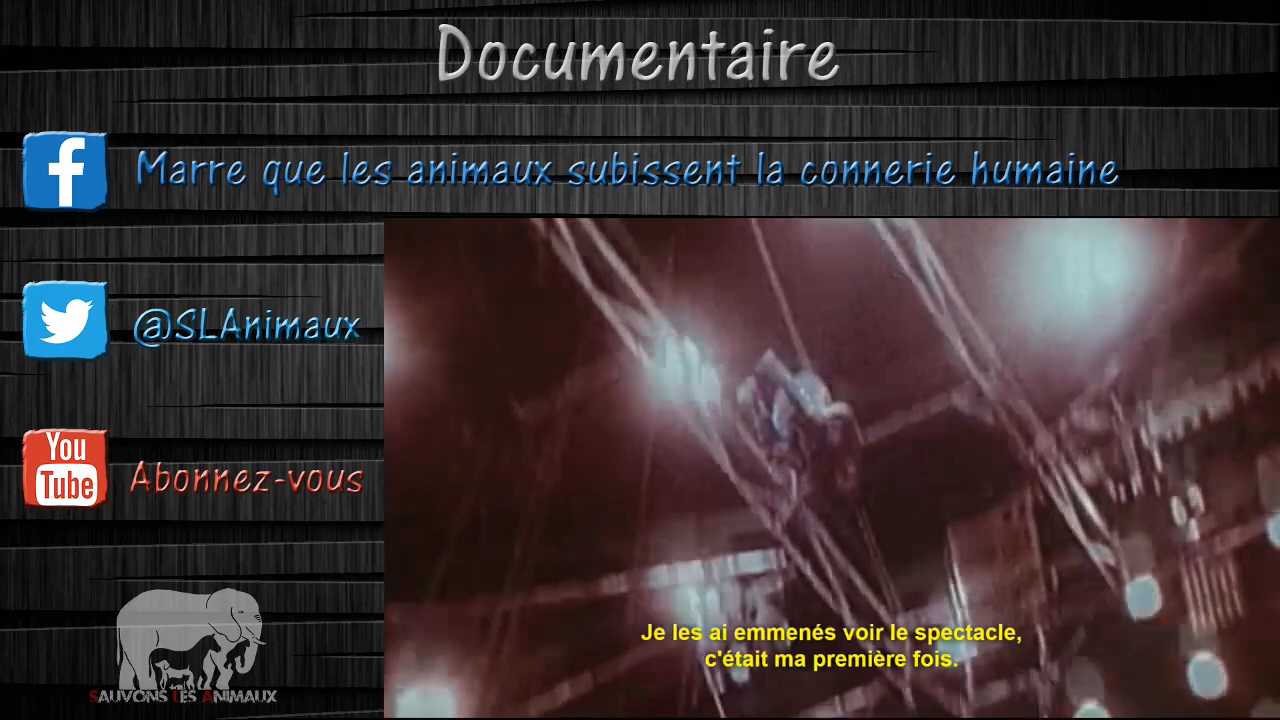 Documentaire
f
Marre que les animaux subissent la connerie humaine
@SLAnimaux
You
Tube
Abonnez-vous
Je les ai emmenés voir le spectacle,
c'était ma première fois.
SAUVONS LES ANIMAUX